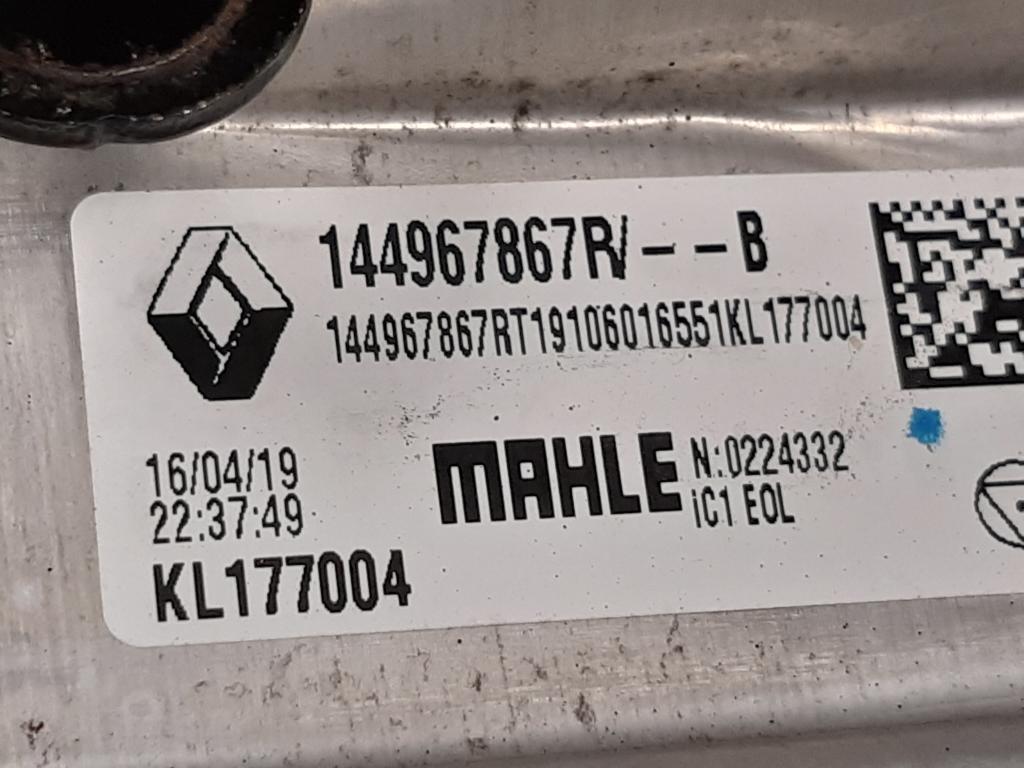 144967867R/--B
144967867RT19106016551KL177004
16/04/19
22:37:49
MAHLE
N:0224332
iC1 EOL
KL177004